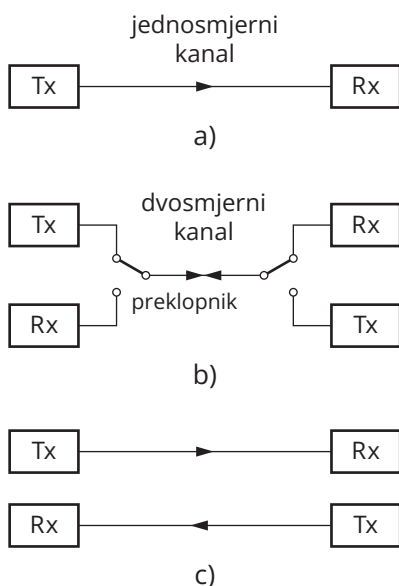 jednosmjerni
kanal
Tx Rx
a)
Tx dvosmjerni Rx
kanal
Rx preklopnik Tx
b)
Tx Rx
Rx Tx
c)